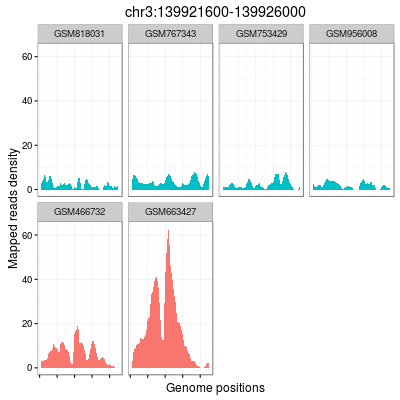 chr3:139921600-139926000
GSM818031 GSM767343 GSM753429 GSM956008
60
40
20
0
Mapped reads density
GSM466732 GSM663427
60
40
20
0
Genome positions